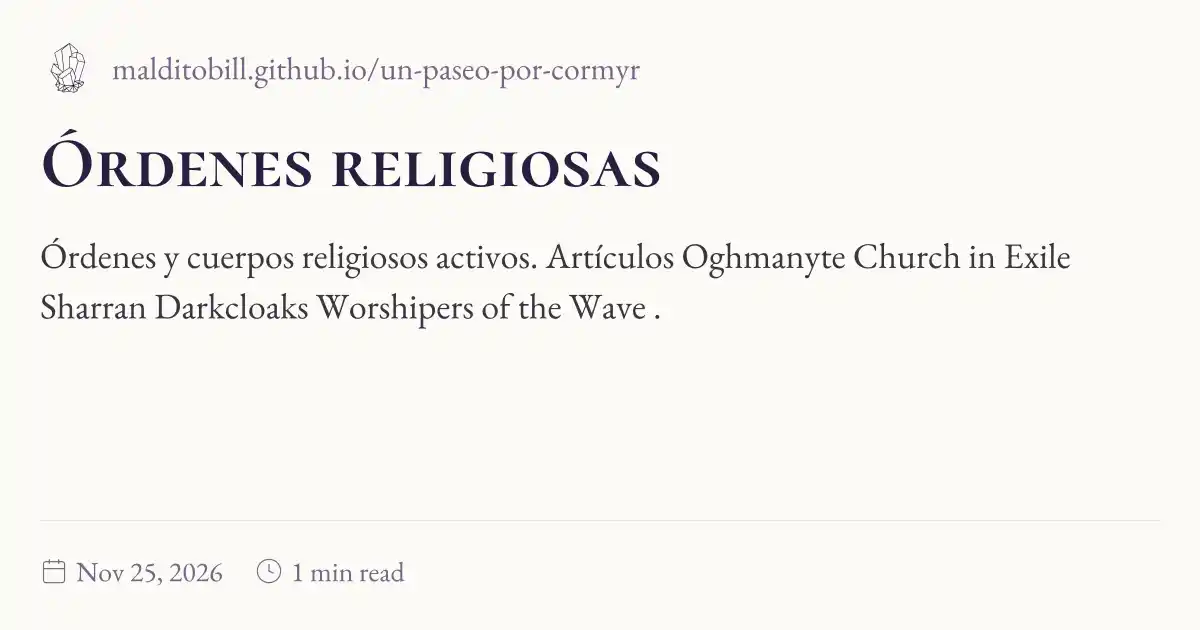 malditobill.github.io/un-paseo-por-cormyr
Órdenes religiosas
Órdenes y cuerpos religiosos activos. Artículos Oghmanyte Church in Exile
Sharran Darkcloaks Worshipers of the Wave .
Nov 25, 2026 1 min read